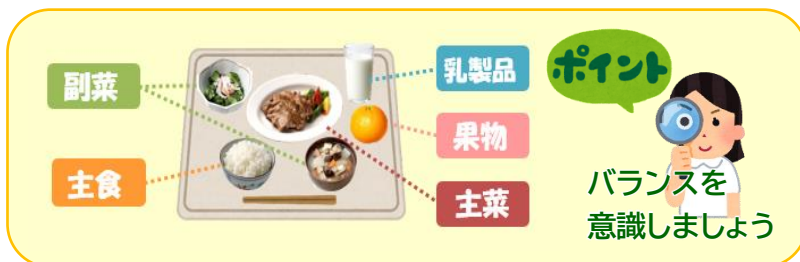 副菜
主食
乳製品
果物
主菜
ポイント
バランスを
意識しましょう